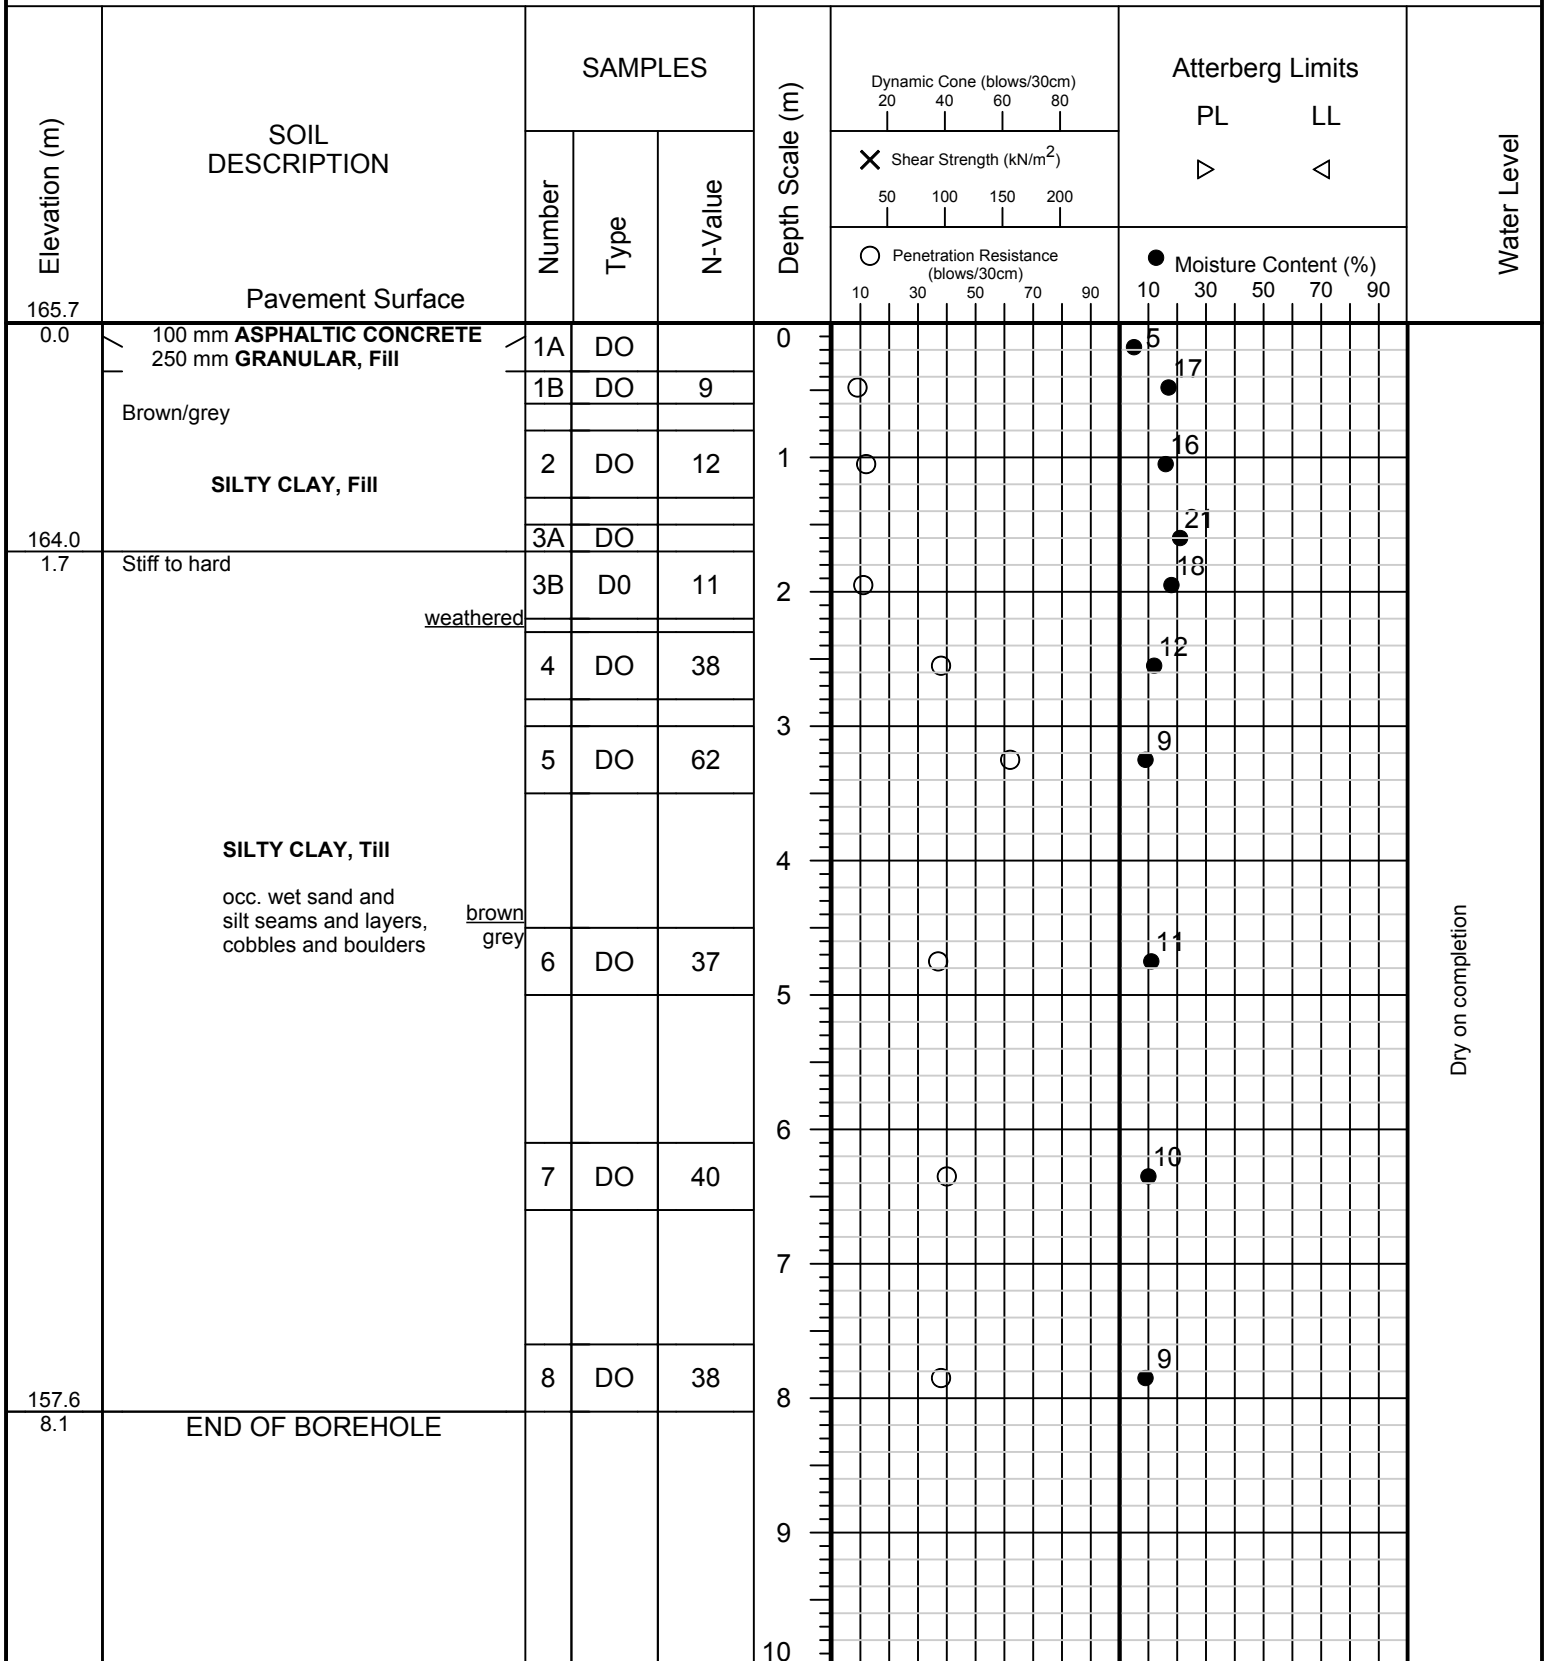 Elevation (m)
SOIL
DESCRIPTION
SAMPLES
Number
Type
N-Value
Depth Scale (m)
Dynamic Cone (blows/30cm)
20 40 60 80
Shear Strength (kN/m2)
50 100 150 200
Penetration Resistance
(blows/30cm)
10 30 50 70 90
Atterberg Limits
PL LL
Moisture Content (%)
10 30 50 70 90
Water Level
165.7 Pavement Surface
0.0 100 mm ASPHALTIC CONCRETE
250 mm GRANULAR, Fill
1A DO 0 5
1B DO 9 17
Brown/grey
2 DO 12 1 16
SILTY CLAY, Fill
164.0 3A DO 21
1.7 Stiff to hard
3B D0 11 2 18
weathered
4 DO 38 12
3
5 DO 62 9
SILTY CLAY, Till
4
occ. wet sand and
silt seams and layers,
cobbles and boulders
brown
grey
6 DO 37 11
5
Dry on completion
6
7 DO 40 10
7
8 DO 38 9
157.6 8
8.1 END OF BOREHOLE
9
10